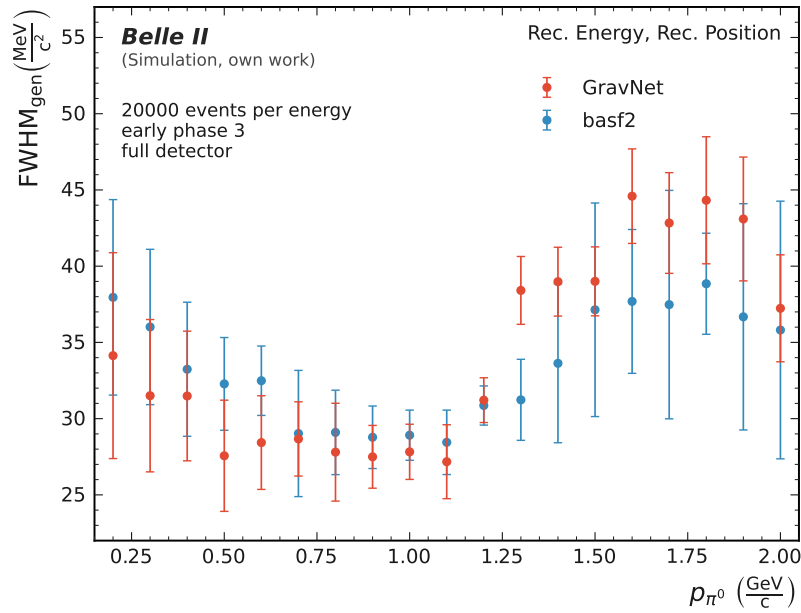 Belle II
(Simulation, own work)
20000 events per energy
early phase 3
full detector
Rec. Energy, Rec. Position
GravNet
basf2
FWHM_gen (MeV/c²)
55
50
45
40
35
30
25
0.25 0.50 0.75 1.00 1.25 1.50 1.75 2.00
p_π⁰ (GeV/c)